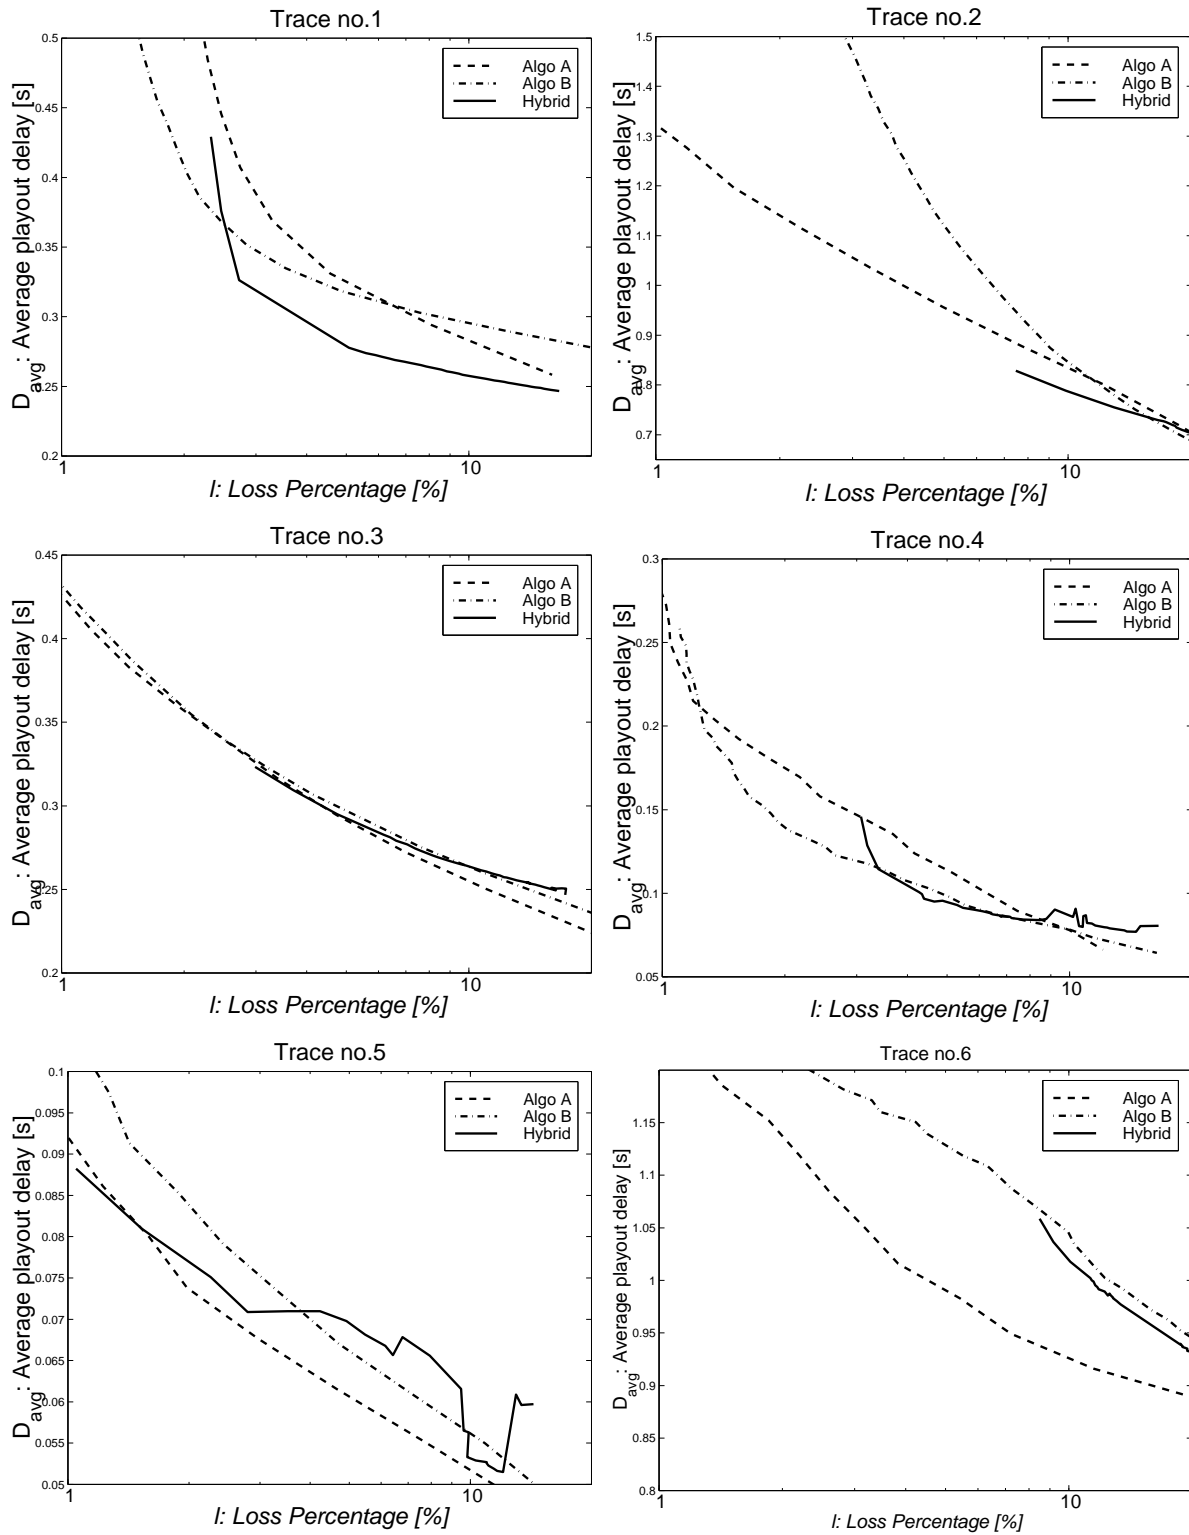 Trace no.1
0.5
0.45
0.4
0.35
0.3
0.25
0.2
1
10
D_avg: Average playout delay [s]
l: Loss Percentage [%]
Algo A
Algo B
Hybrid
Trace no.2
1.5
1.3
1.2
1.1
1
0.9
0.8
0.7
1
10
D_avg: Average playout delay [s]
l: Loss Percentage [%]
Algo A
Algo B
Hybrid
Trace no.3
0.45
0.4
0.35
0.3
0.25
0.2
1
10
D_avg: Average playout delay [s]
l: Loss Percentage [%]
Algo A
Algo B
Hybrid
Trace no.4
0.3
0.25
0.2
0.15
0.1
0.05
1
10
D_avg: Average playout delay [s]
l: Loss Percentage [%]
Algo A
Algo B
Hybrid
Trace no.5
0.1
0.095
0.09
0.085
0.08
0.075
0.07
0.065
0.06
0.055
0.05
1
10
D_avg: Average playout delay [s]
l: Loss Percentage [%]
Algo A
Algo B
Hybrid
Trace no.6
1.15
1.1
1.05
1
0.95
0.9
0.85
0.8
1
10
D_avg: Average playout delay [s]
l: Loss Percentage [%]
Algo A
Algo B
Hybrid